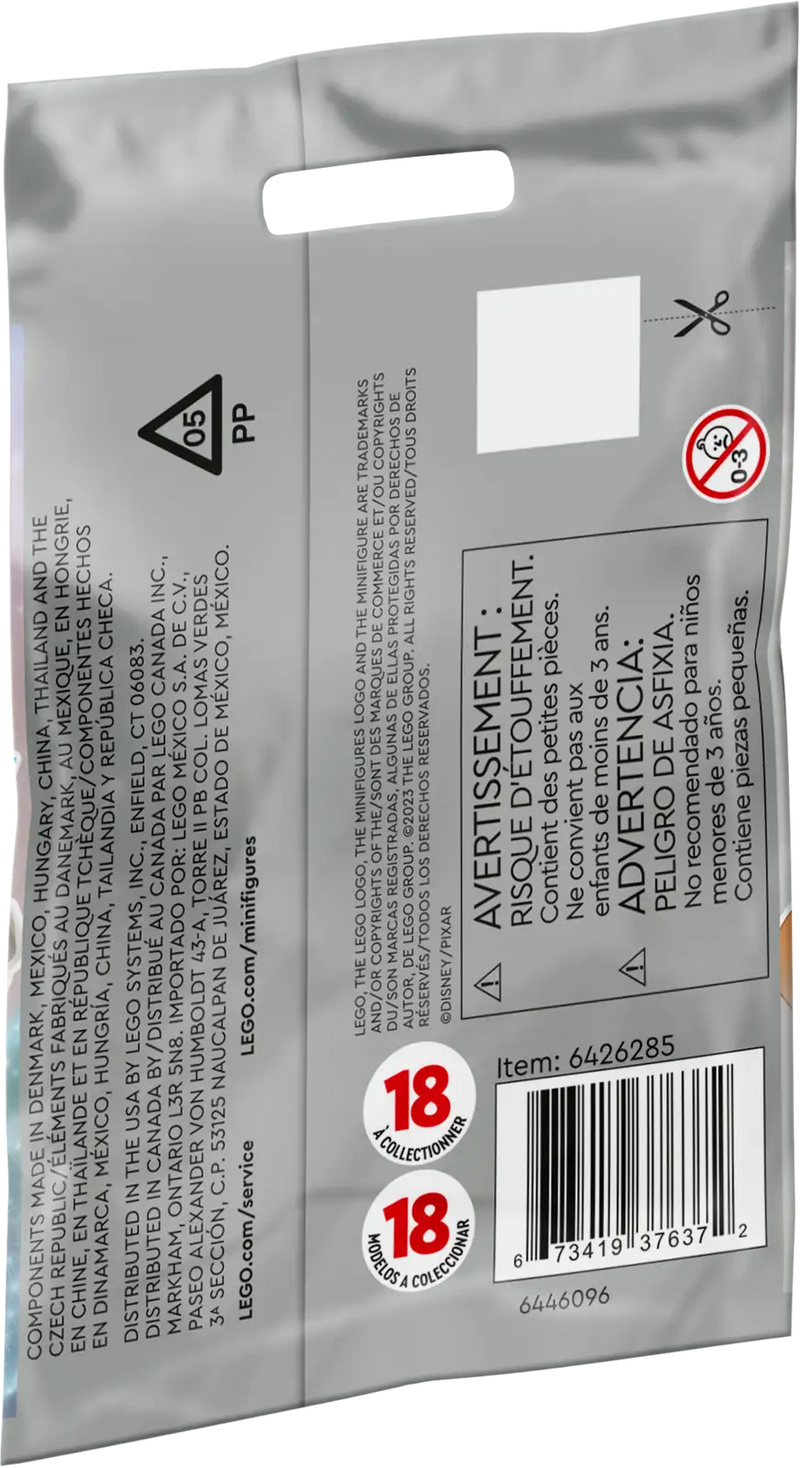 COMPONENTS MADE IN DENMARK, MEXICO, HUNGARY, CHINA, THAILAND AND THE
CZECH REPUBLIC/ÉLÉMENTS FABRIQUÉS AU DANEMARK, AU MEXIQUE, EN HONGRIE,
EN CHINE, EN THAÏLANDE ET EN RÉPUBLIQUE TCHÈQUE/COMPONENTES HECHOS
EN DINAMARCA, MÉXICO, HUNGRÍA, CHINA, TAILANDIA Y REPÚBLICA CHECA.
DISTRIBUTED IN THE USA BY LEGO SYSTEMS, INC., ENFIELD, CT 06083.
DISTRIBUTED IN CANADA BY/DISTRIBUÉ AU CANADA PAR LEGO CANADA INC.,
MARKHAM, ONTARIO L3R 5N8. IMPORTADO POR: LEGO MÉXICO S.A. DE C.V.,
PASEO ALEXANDER VON HUMBOLDT 43-A, TORRE II PB COL. LOMAS VERDES
3A SECCIÓN, C.P. 53125 NAUCALPAN DE JUÁREZ, ESTADO DE MÉXICO, MÉXICO.
LEGO.com/service LEGO.com/minifigures
05
PP
LEGO, THE LEGO LOGO, THE MINIFIGURES LOGO AND THE MINIFIGURE ARE TRADEMARKS
AND/OR COPYRIGHTS OF THE/SONT DES MARQUES DE COMMERCE ET/OU COPYRIGHTS
DU/SON MARCAS REGISTRADAS, ALGUNAS DE ELLAS PROTEGIDAS POR DERECHOS DE
AUTOR, DE LEGO GROUP. ©2023 THE LEGO GROUP. ALL RIGHTS RESERVED/TOUS DROITS
RÉSERVÉS/TODOS LOS DERECHOS RESERVADOS.
©DISNEY/PIXAR
18
MODELOS A COLECCIONAR
18
À COLLECTIONNER
AVERTISSEMENT :
RISQUE D'ÉTOUFFEMENT.
Contient des petites pièces.
Ne convient pas aux
enfants de moins de 3 ans.
ADVERTENCIA:
PELIGRO DE ASFIXIA.
No recomendado para niños
menores de 3 años.
Contiene piezas pequeñas.
0-3
Item: 6426285
6 73419 37637 2
6446096